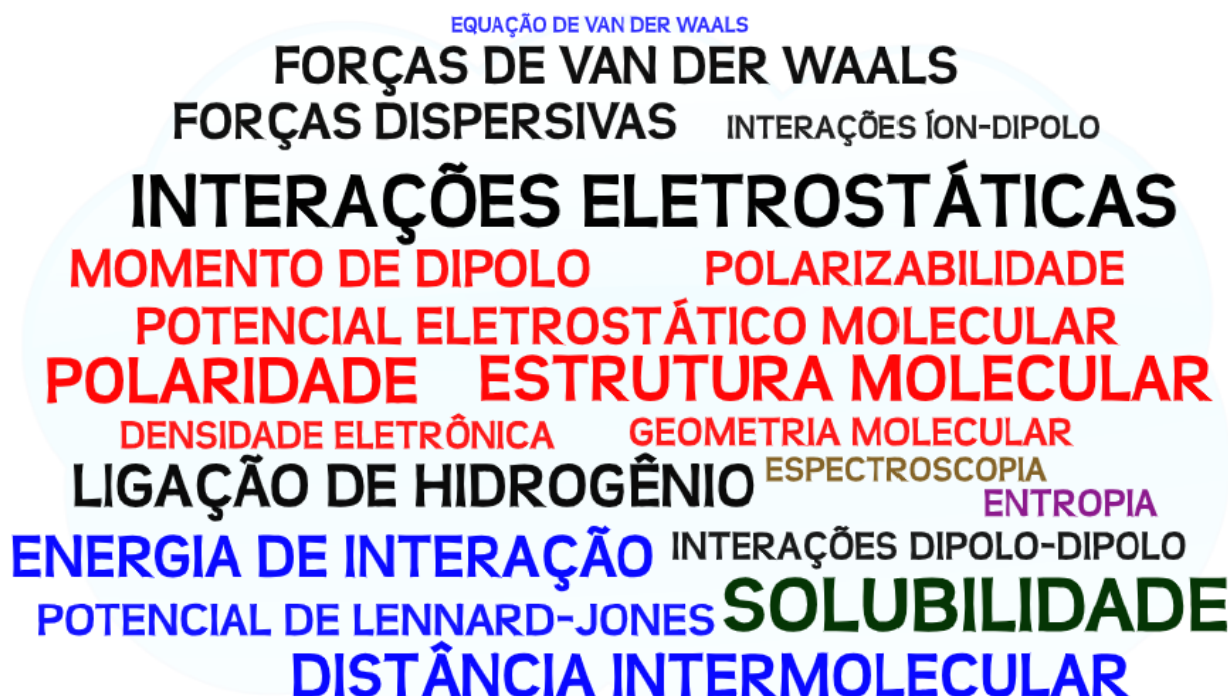 EQUAÇÃO DE VAN DER WAALS
FORÇAS DE VAN DER WAALS
FORÇAS DISPERSIVAS
INTERAÇÕES ÍON-DIPOLO
INTERAÇÕES ELETROSTÁTICAS
MOMENTO DE DIPOLO
POLARIZABILIDADE
POTENCIAL ELETROSTÁTICO MOLECULAR
POLARIDADE
ESTRUTURA MOLECULAR
DENSIDADE ELETRÔNICA
GEOMETRIA MOLECULAR
LIGAÇÃO DE HIDROGÊNIO
ESPECTROSCOPIA
ENTROPIA
ENERGIA DE INTERAÇÃO
INTERAÇÕES DIPOLO-DIPOLO
POTENCIAL DE LENNARD-JONES
SOLUBILIDADE
DISTÂNCIA INTERMOLECULAR